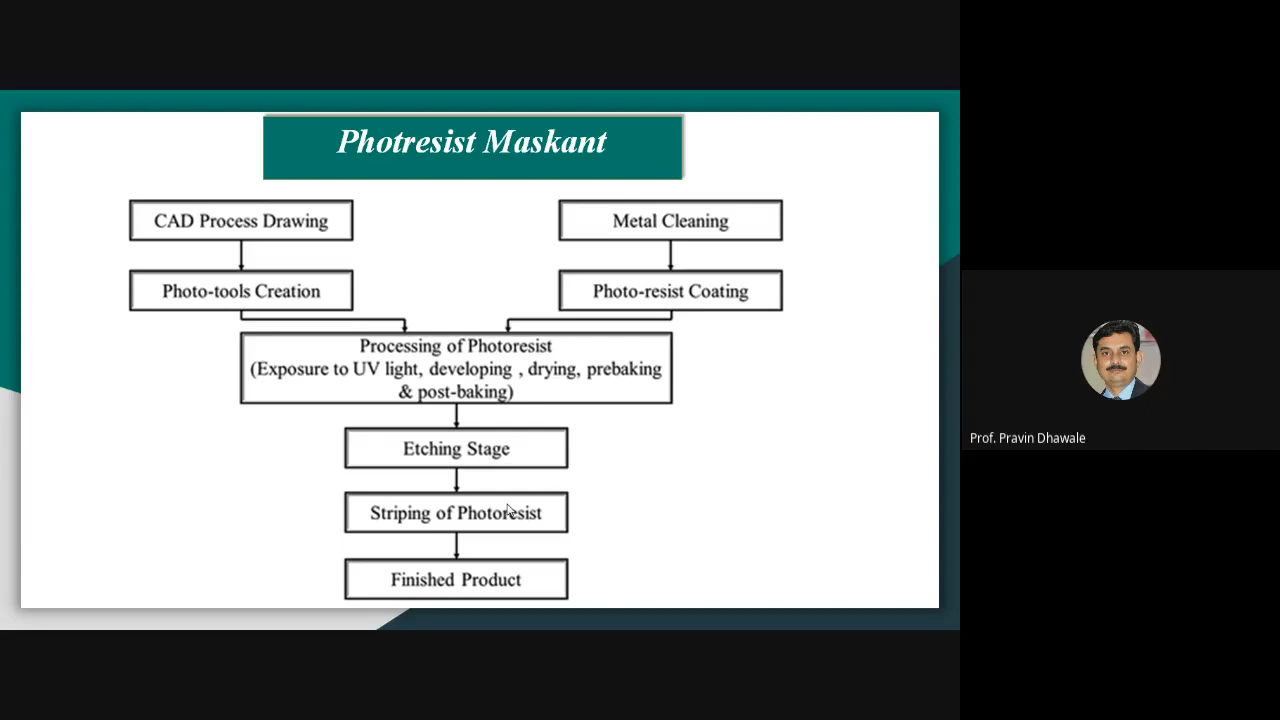 Photresist Maskant
CAD Process Drawing
Metal Cleaning
Photo-tools Creation
Photo-resist Coating
Processing of Photoresist
(Exposure to UV light, developing , drying, prebaking
& post-baking)
Etching Stage
Striping of Photoresist
Finished Product
Prof. Pravin Dhawale